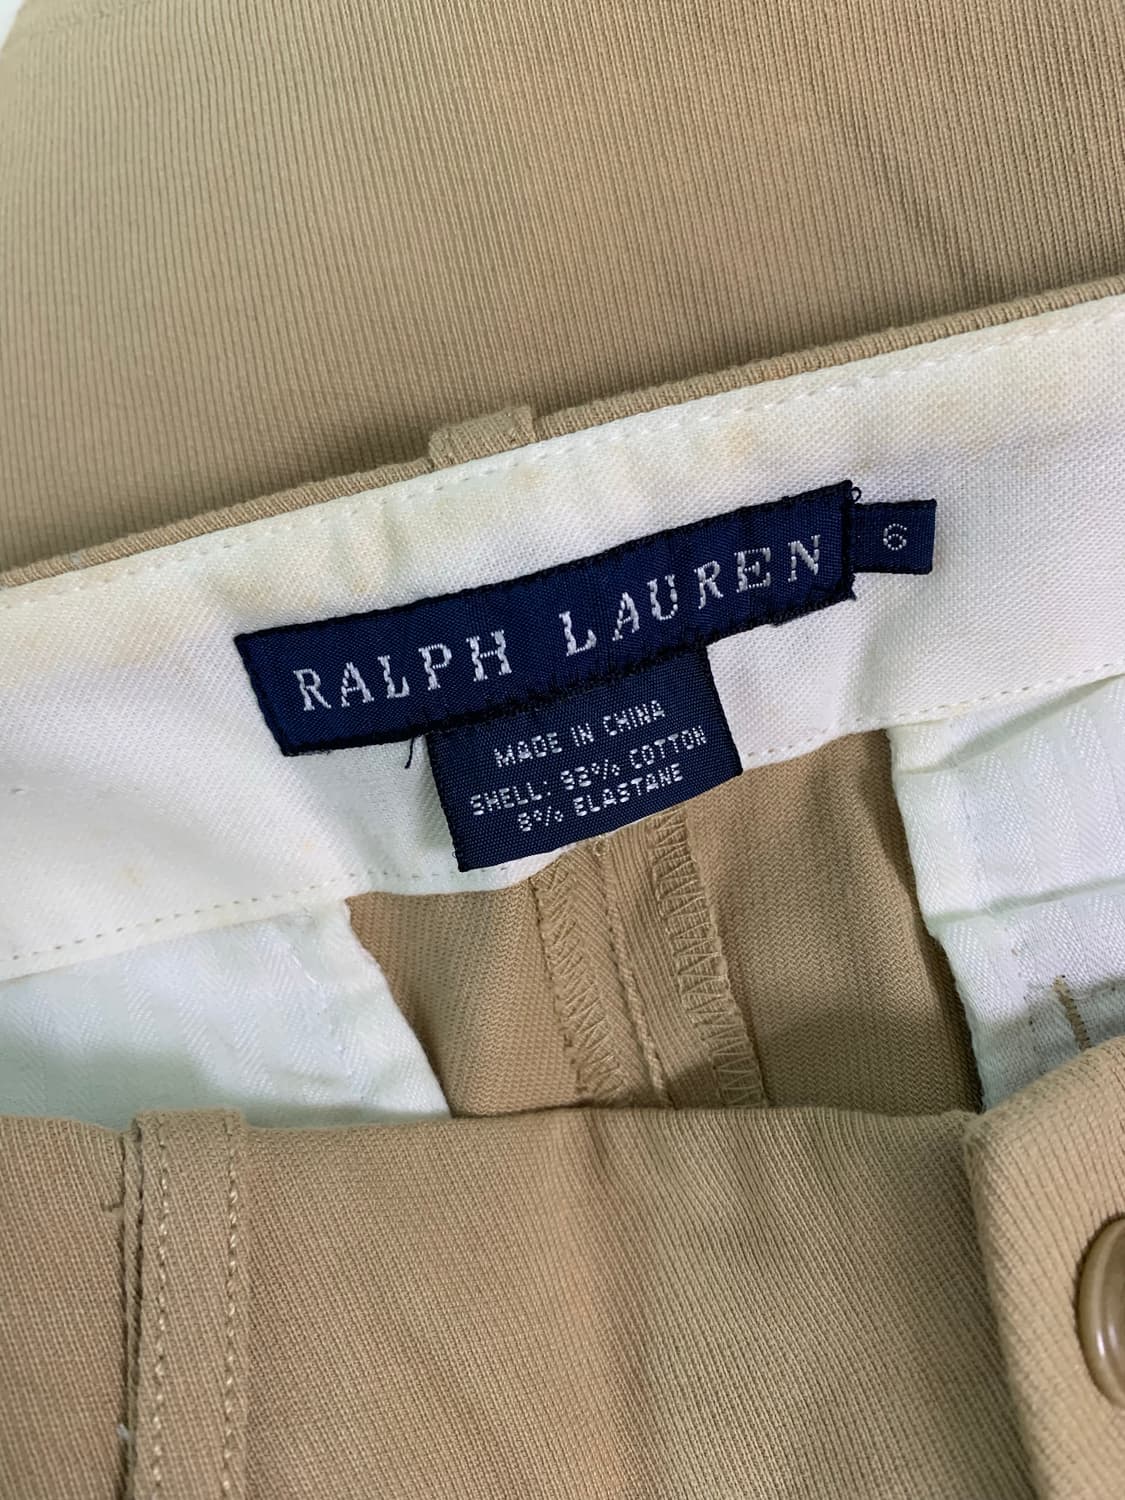 RALPH LAUREN
6
MADE IN CHINA
SHELL: COTTON
ELASTANE